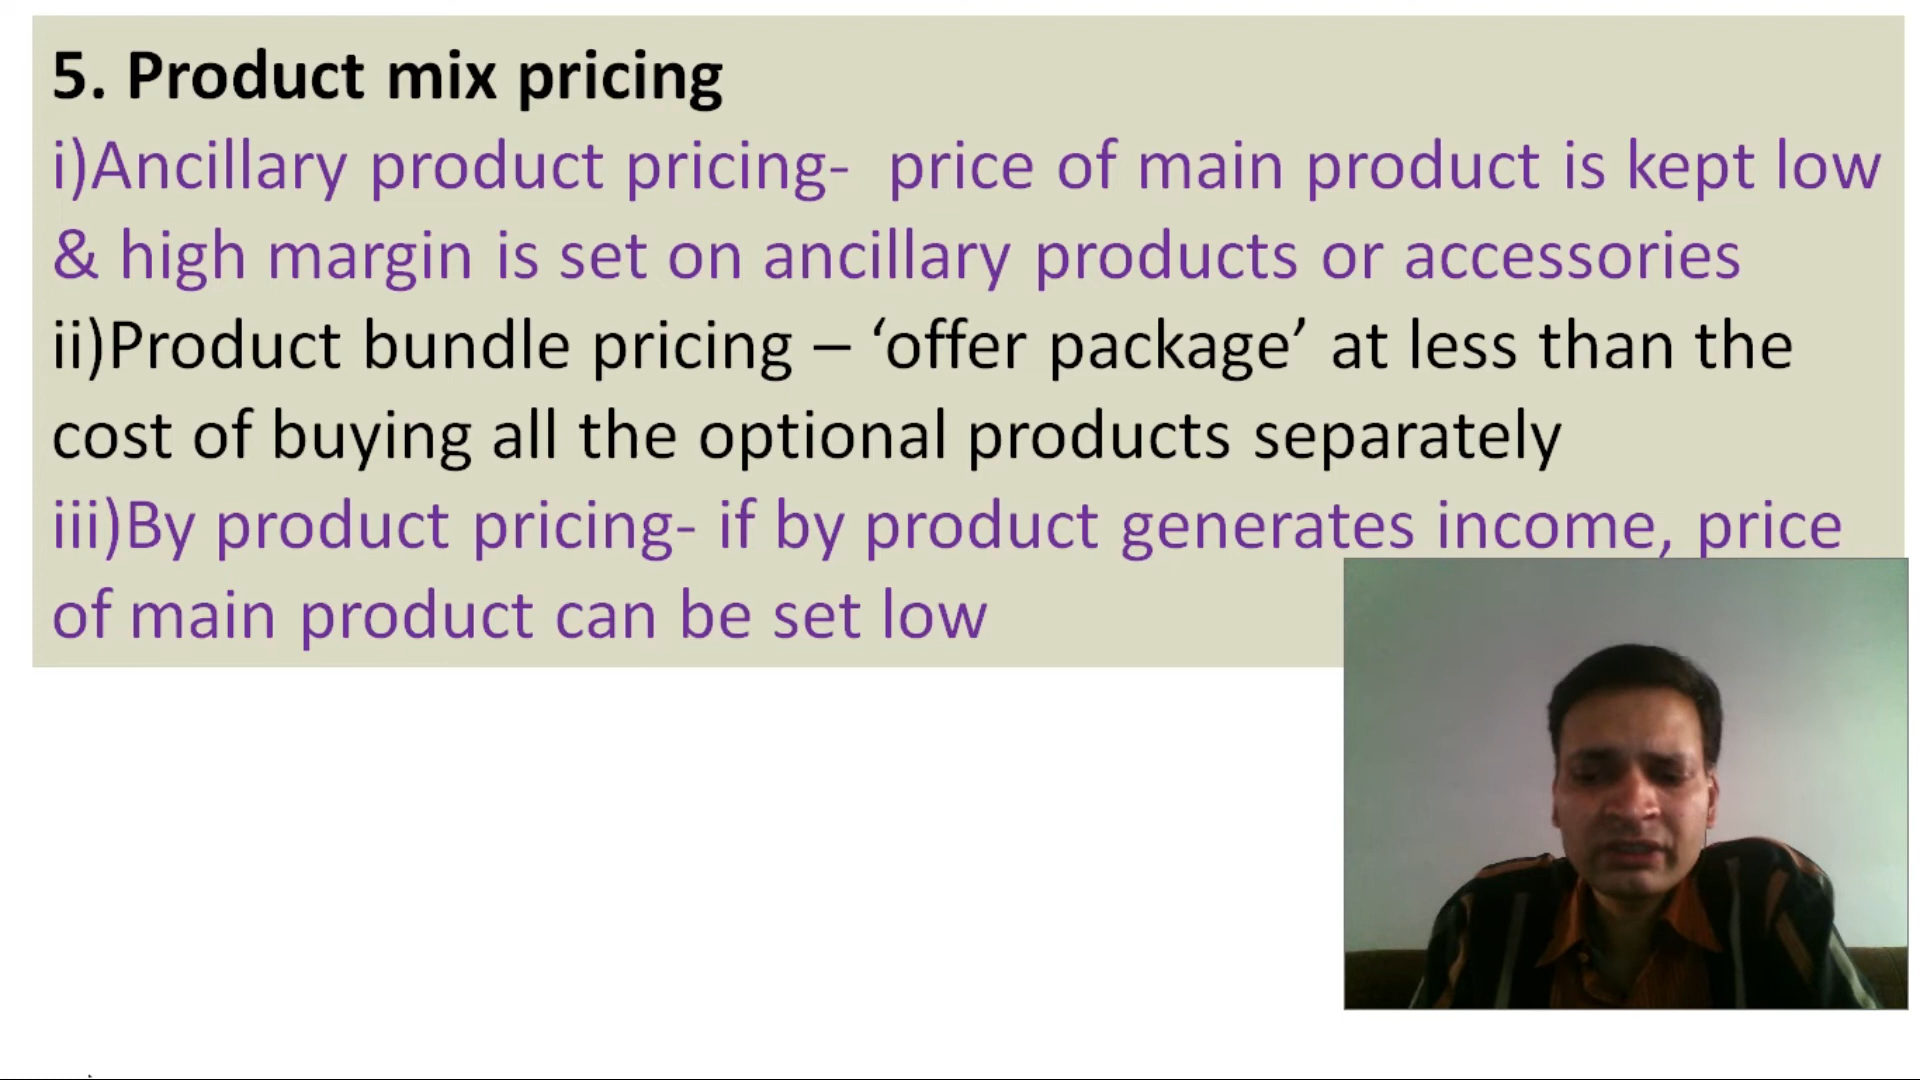 5. Product mix pricing
i)Ancillary product pricing-  price of main product is kept low
& high margin is set on ancillary products or accessories
ii)Product bundle pricing – ‘offer package’ at less than the
cost of buying all the optional products separately
iii)By product pricing- if by product generates income, price
of main product can be set low